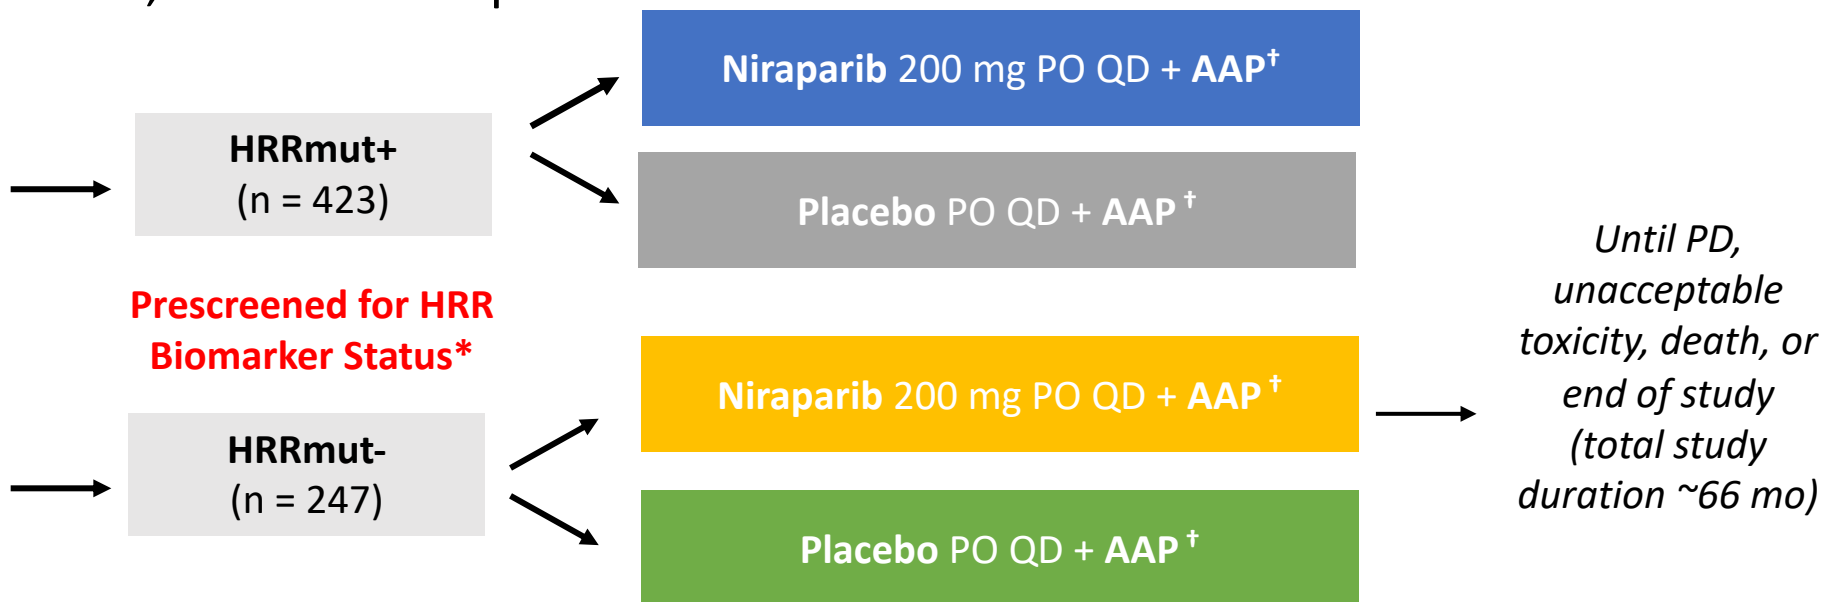 Niraparib 200 mg PO QD + AAP†
HRRmut+
(n = 423)
Placebo PO QD + AAP †
Prescreened for HRR
Biomarker Status*
Niraparib 200 mg PO QD + AAP †
HRRmut-
(n = 247)
Placebo PO QD + AAP †
Until PD,
unacceptable
toxicity, death, or
end of study
(total study
duration ~66 mo)